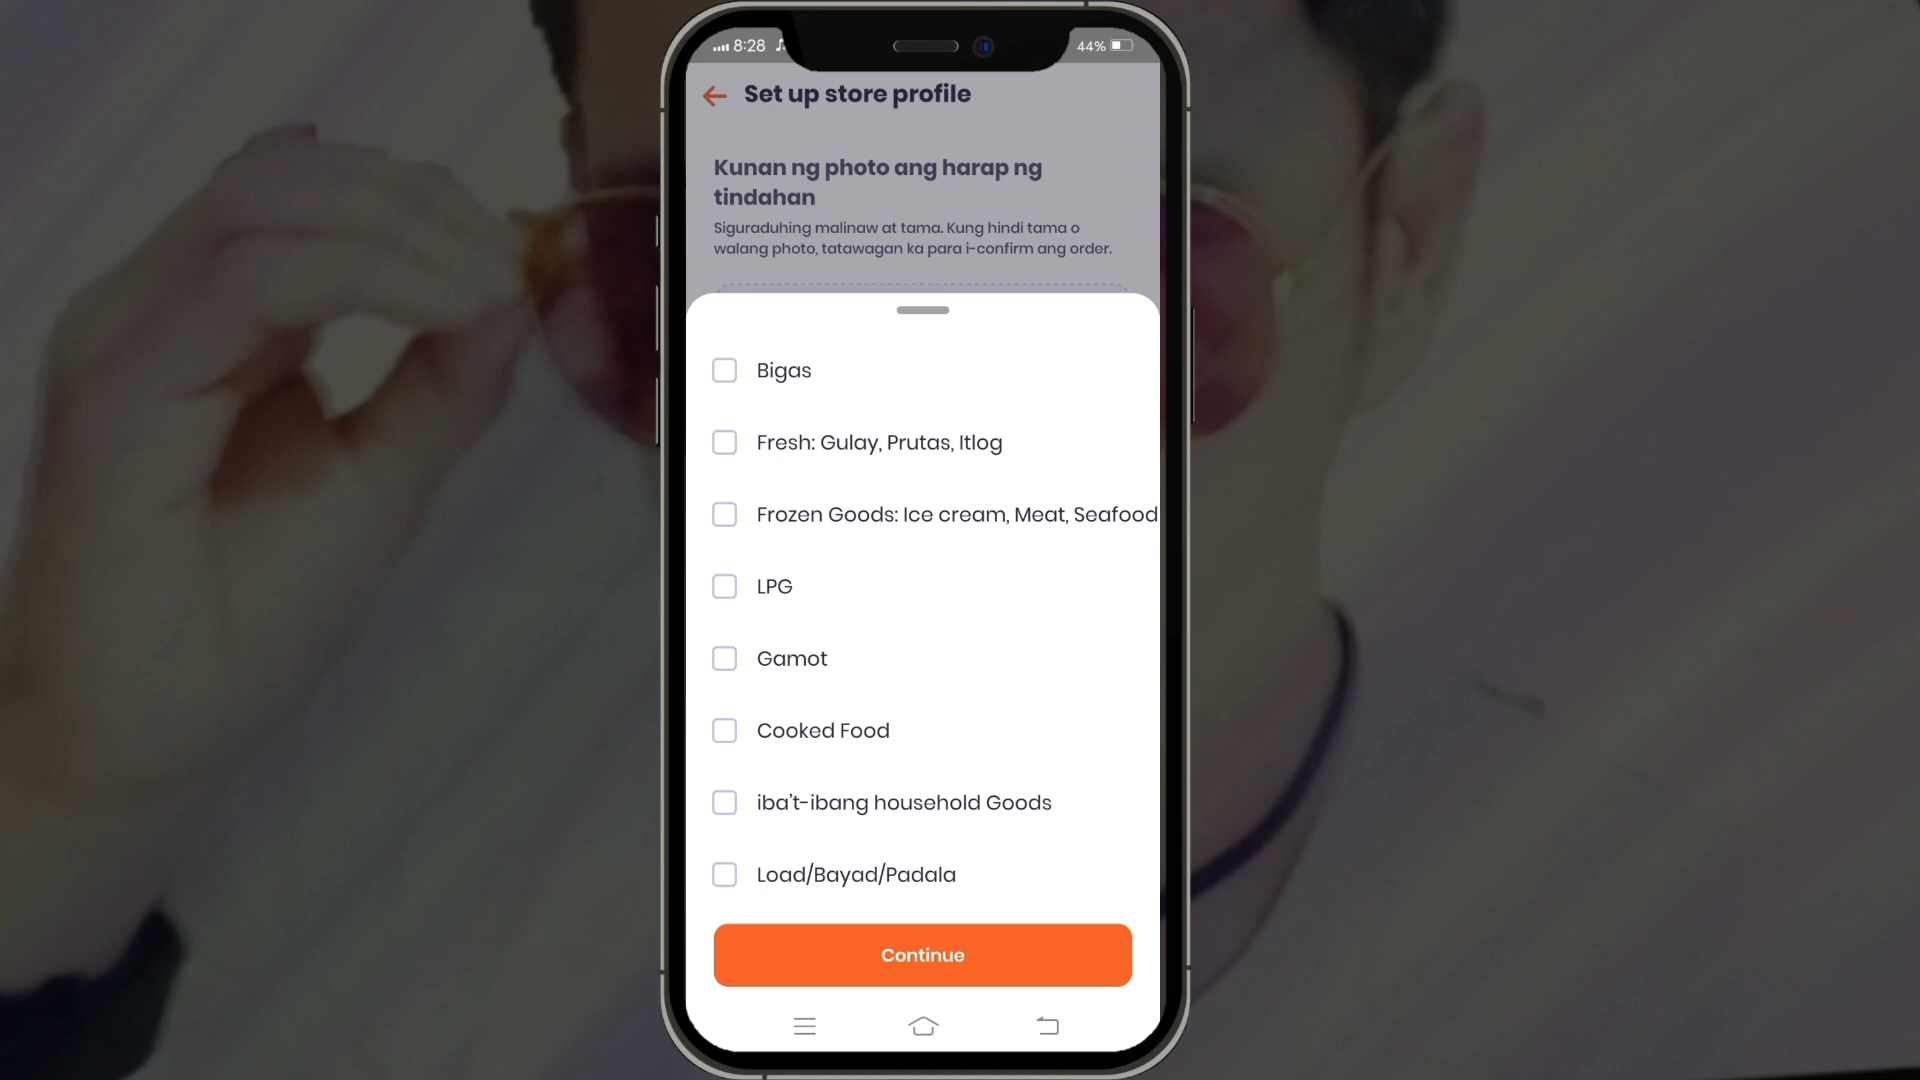 8:28
44%
Set up store profile
Kunan ng photo ang harap ng
tindahan
Siguraduhing malinaw at tama. Kung hindi tama o
walang photo, tatawagan ka para i-confirm ang order.
Bigas
Fresh: Gulay, Prutas, Itlog
Frozen Goods: Ice cream, Meat, Seafood
LPG
Gamot
Cooked Food
iba't-ibang household Goods
Load/Bayad/Padala
Continue